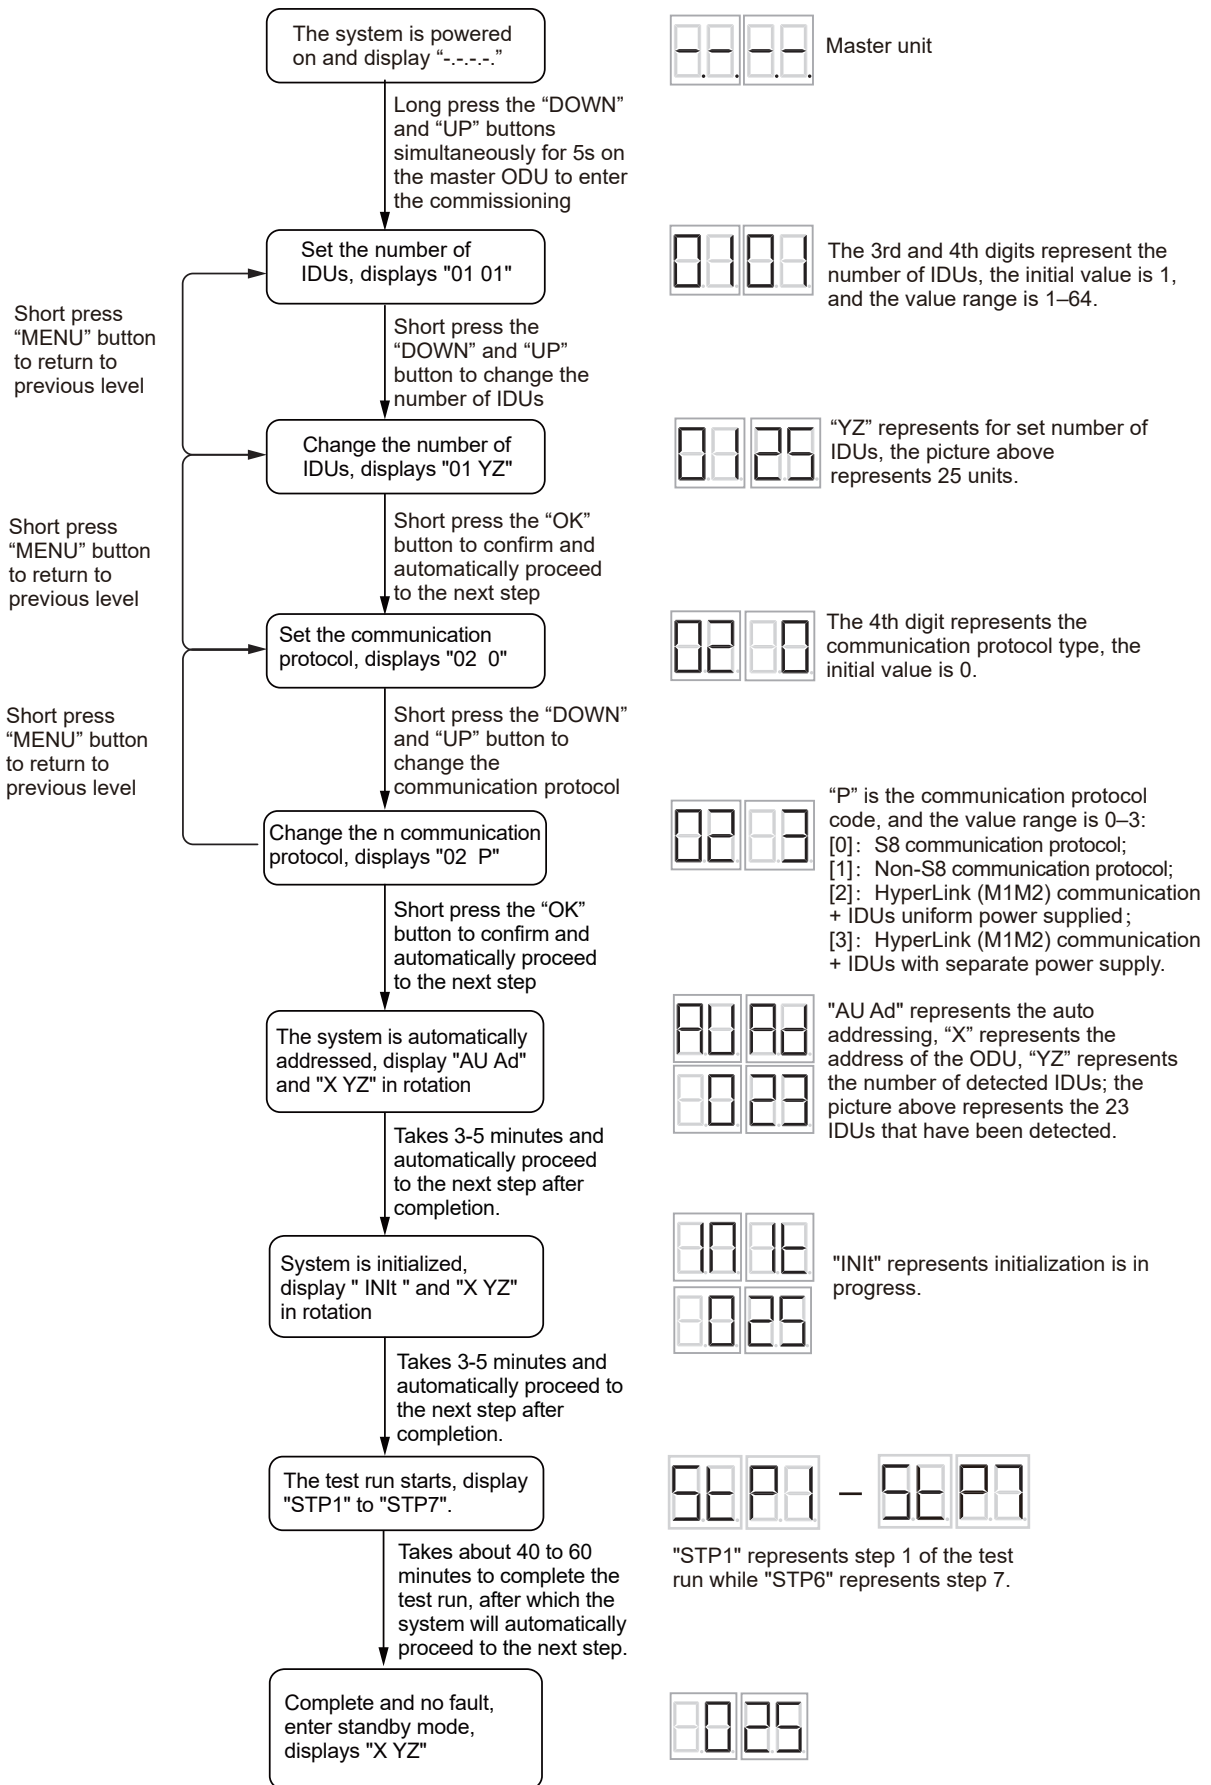 The system is powered
on and display “-.-.-.-.”
Master unit
Long press the “DOWN”
and “UP” buttons
simultaneously for 5s on
the master ODU to enter
the commissioning
Set the number of
IDUs, displays "01 01"
0101
The 3rd and 4th digits represent the
number of IDUs, the initial value is 1,
and the value range is 1–64.
Short press
“MENU” button
to return to
previous level
Short press the
“DOWN” and “UP”
button to change the
number of IDUs
Change the number of
IDUs, displays "01 YZ"
0125
“YZ” represents for set number of
IDUs, the picture above
represents 25 units.
Short press
“MENU” button
to return to
previous level
Short press the “OK”
button to confirm and
automatically proceed
to the next step
Set the communication
protocol, displays "02  0"
02 0
The 4th digit represents the
communication protocol type, the
initial value is 0.
Short press
“MENU” button
to return to
previous level
Short press the “DOWN”
and “UP” button to
change the
communication protocol
Change the n communication
protocol, displays "02  P"
02 3
“P” is the communication protocol
code, and the value range is 0–3:
[0]: S8 communication protocol;
[1]: Non-S8 communication protocol;
[2]: HyperLink (M1M2) communication
+ IDUs uniform power supplied;
[3]: HyperLink (M1M2) communication
+ IDUs with separate power supply.
Short press the “OK”
button to confirm and
automatically proceed
to the next step
The system is automatically
addressed, display "AU Ad"
and "X YZ" in rotation
AU Ad
023
"AU Ad" represents the auto
addressing, “X” represents the
address of the ODU, “YZ” represents
the number of detected IDUs; the
picture above represents the 23
IDUs that have been detected.
Takes 3-5 minutes and
automatically proceed
to the next step after
completion.
System is initialized,
display " INIt " and "X YZ"
in rotation
INIt
025
"INIt" represents initialization is in
progress.
Takes 3-5 minutes and
automatically proceed to
the next step after
completion.
The test run starts, display
"STP1" to "STP7".
StP1 – StP7
"STP1" represents step 1 of the test
run while "STP6" represents step 7.
Takes about 40 to 60
minutes to complete the
test run, after which the
system will automatically
proceed to the next step.
Complete and no fault,
enter standby mode,
displays "X YZ"
025